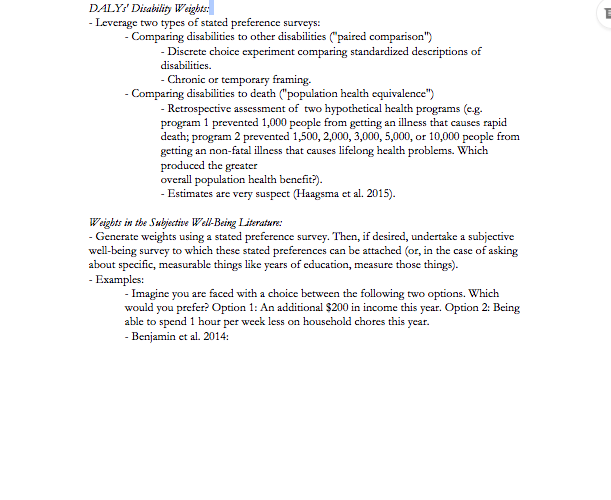 DALYs' Disability Weights:
- Leverage two types of stated preference surveys:
- Comparing disabilities to other disabilities ("paired comparison")
- Discrete choice experiment comparing standardized descriptions of
disabilities.
- Chronic or temporary framing.
- Comparing disabilities to death ("population health equivalence")
- Retrospective assessment of two hypothetical health programs (e.g.
program 1 prevented 1,000 people from getting an illness that causes rapid
death; program 2 prevented 1,500, 2,000, 3,000, 5,000, or 10,000 people from
getting an non-fatal illness that causes lifelong health problems. Which
produced the greater
overall population health benefit?).
- Estimates are very suspect (Haagsma et al. 2015).
Weights in the Subjective Well-Being Literature:
- Generate weights using a stated preference survey. Then, if desired, undertake a subjective
well-being survey to which these stated preferences can be attached (or, in the case of asking
about specific, measurable things like years of education, measure those things).
- Examples:
- Imagine you are faced with a choice between the following two options. Which
would you prefer? Option 1: An additional $200 in income this year. Option 2: Being
able to spend 1 hour per week less on household chores this year.
- Benjamin et al. 2014: